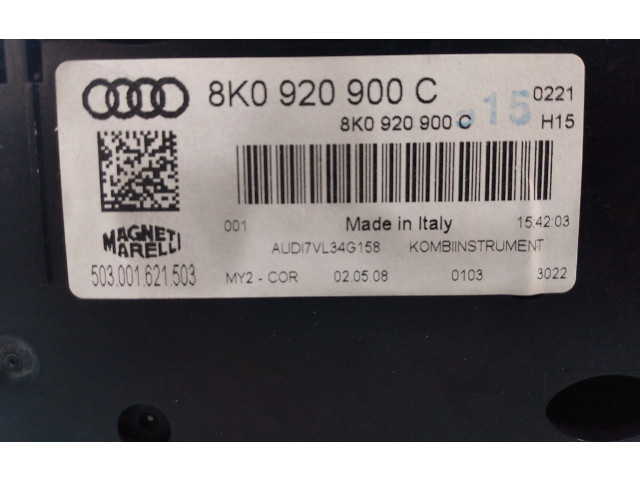 8K0 920 900 C
0221
8K0 920 900 C
15
H15
001
Made in Italy
15:42:03
MAGNETI
MARELLI
AUDI7VL34G158 KOMBIINSTRUMENT
503.001.621.503
MY2 - COR 02.05.08 0103 3022